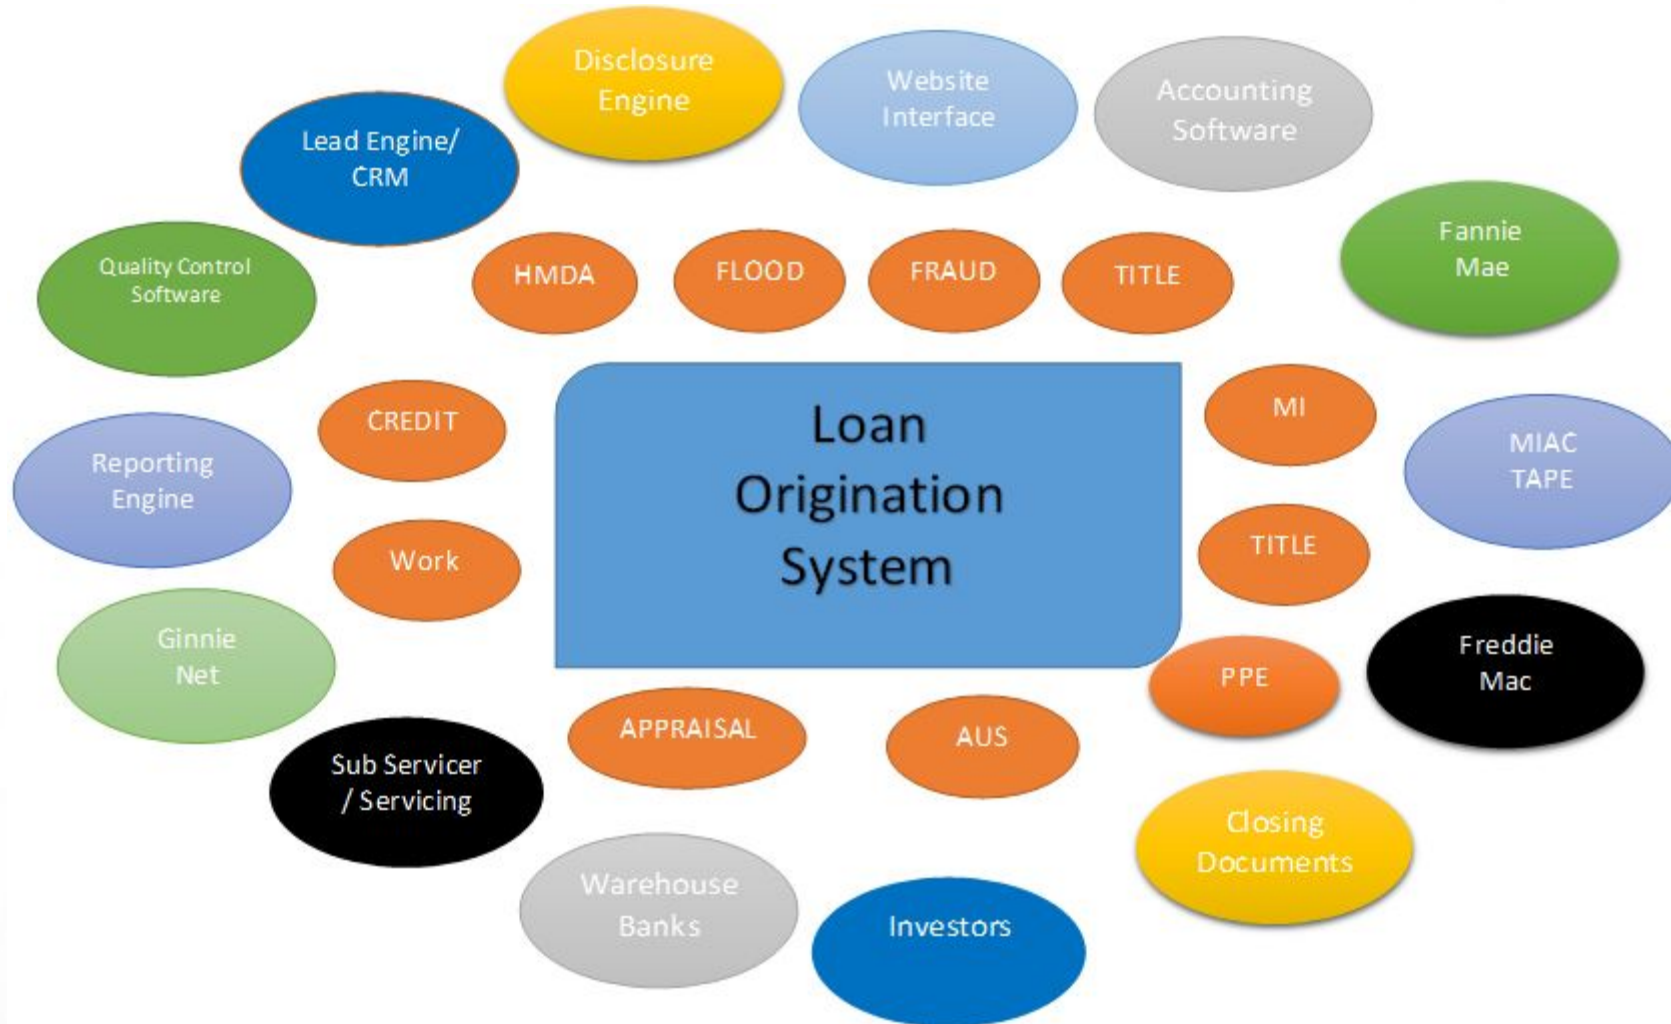 Disclosure
Engine
Website
Interface
Accounting
Software
Lead Engine/
CRM
Fannie
Mae
Quality Control
Software
HMDA
FLOOD
FRAUD
TITLE
CREDIT
Loan
Origination
System
MI
MIAC
TAPE
Reporting
Engine
Work
TITLE
Ginnie
Net
PPE
Freddie
Mac
APPRAISAL
AUS
Sub Servicer
/ Servicing
Closing
Documents
Warehouse
Banks
Investors